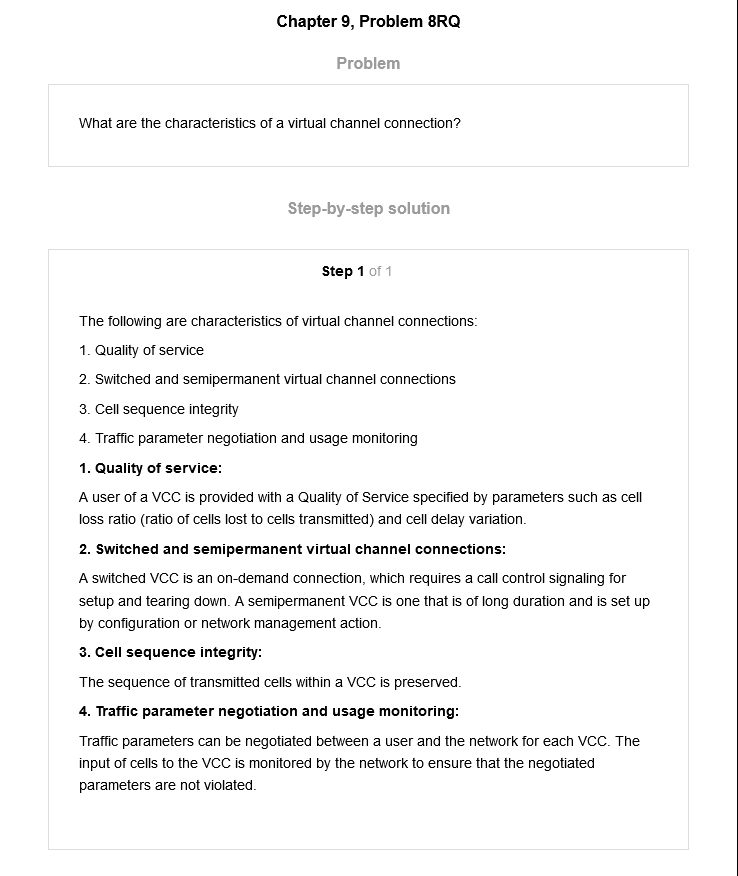 Chapter 9, Problem 8RQ
Problem
What are the characteristics of a virtual channel connection?
Step-by-step solution
Step 1 of 1
The following are characteristics of virtual channel connections:
1. Quality of service
2. Switched and semipermanent virtual channel connections
3. Cell sequence integrity
4. Traffic parameter negotiation and usage monitoring
1. Quality of service:
A user of a VCC is provided with a Quality of Service specified by parameters such as cell
loss ratio (ratio of cells lost to cells transmitted) and cell delay variation.
2. Switched and semipermanent virtual channel connections:
A switched VCC is an on-demand connection, which requires a call control signaling for
setup and tearing down. A semipermanent VCC is one that is of long duration and is set up
by configuration or network management action.
3. Cell sequence integrity:
The sequence of transmitted cells within a VCC is preserved.
4. Traffic parameter negotiation and usage monitoring:
Traffic parameters can be negotiated between a user and the network for each VCC. The
input of cells to the VCC is monitored by the network to ensure that the negotiated
parameters are not violated.